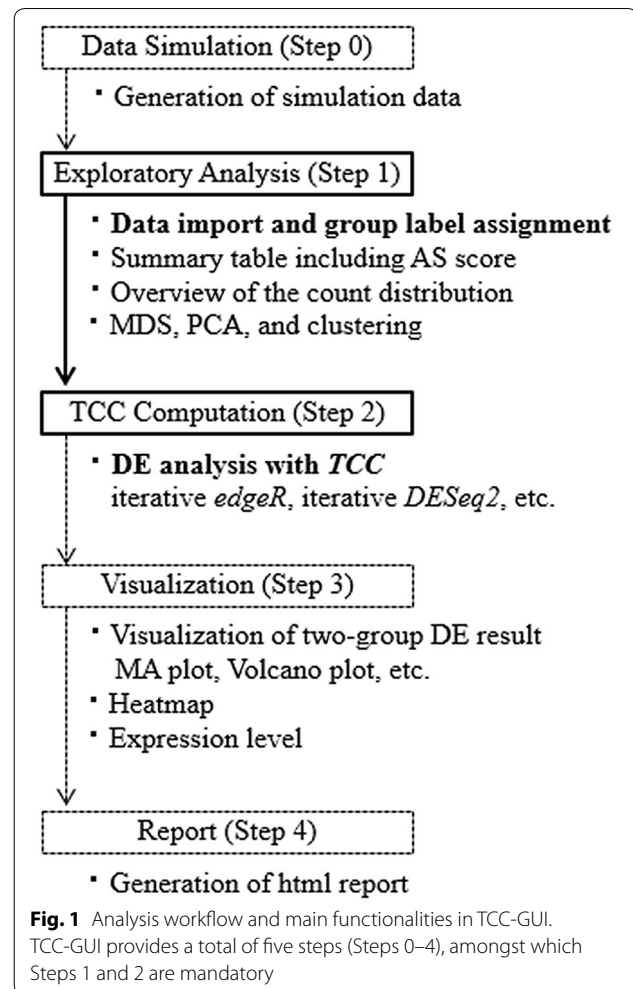 Data Simulation (Step 0)
▪ Generation of simulation data
Exploratory Analysis (Step 1)
▪ Data import and group label assignment
▪ Summary table including AS score
▪ Overview of the count distribution
▪ MDS, PCA, and clustering
TCC Computation (Step 2)
▪ DE analysis with TCC
iterative edgeR, iterative DESeq2, etc.
Visualization (Step 3)
▪ Visualization of two-group DE result
MA plot, Volcano plot, etc.
▪ Heatmap
▪ Expression level
Report (Step 4)
▪ Generation of html report
Fig. 1 Analysis workflow and main functionalities in TCC-GUI.
TCC-GUI provides a total of five steps (Steps 0–4), amongst which
Steps 1 and 2 are mandatory